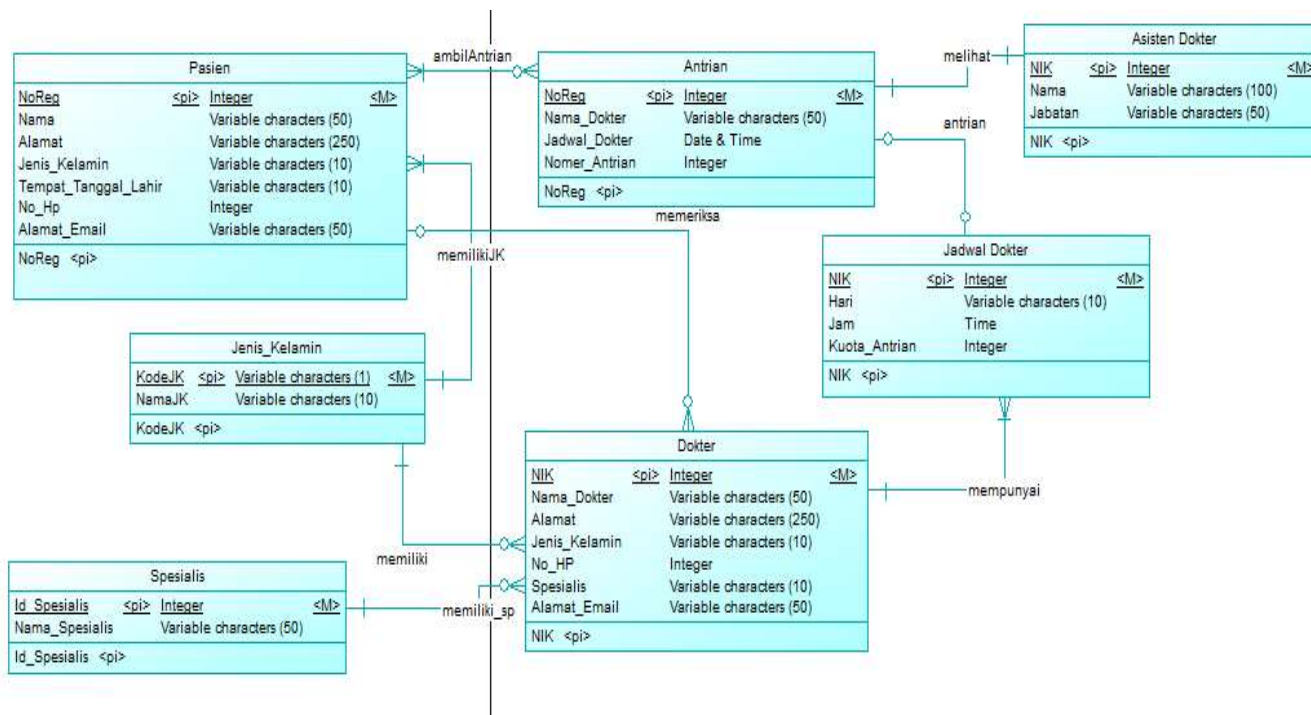 Pasien
NoReg <pi> Integer <M>
Nama Variable characters (50)
Alamat Variable characters (250)
Jenis_Kelamin Variable characters (10)
Tempat_Tanggal_Lahir Variable characters (10)
No_Hp Integer
Alamat_Email Variable characters (50)
NoReg <pi>
ambilAntrian
Antrian
NoReg <pi> Integer <M>
Nama_Dokter Variable characters (50)
Jadwal_Dokter Date & Time
Nomer_Antrian Integer
NoReg <pi>
melihat
Asisten Dokter
NIK <pi> Integer <M>
Nama Variable characters (100)
Jabatan Variable characters (50)
NIK <pi>
antrian
memeriksa
memilikiJK
Jadwal Dokter
NIK <pi> Integer <M>
Hari Variable characters (10)
Jam Time
Kuota_Antrian Integer
NIK <pi>
Jenis_Kelamin
KodeJK <pi> Variable characters (1) <M>
NamaJK Variable characters (10)
KodeJK <pi>
Dokter
NIK <pi> Integer <M>
Nama_Dokter Variable characters (50)
Alamat Variable characters (250)
Jenis_Kelamin Variable characters (10)
No_HP Integer
Spesialis Variable characters (10)
Alamat_Email Variable characters (50)
NIK <pi>
mempunyai
memiliki
Spesialis
Id_Spesialis <pi> Integer <M>
Nama_Spesialis Variable characters (50)
Id_Spesialis <pi>
memiliki_sp